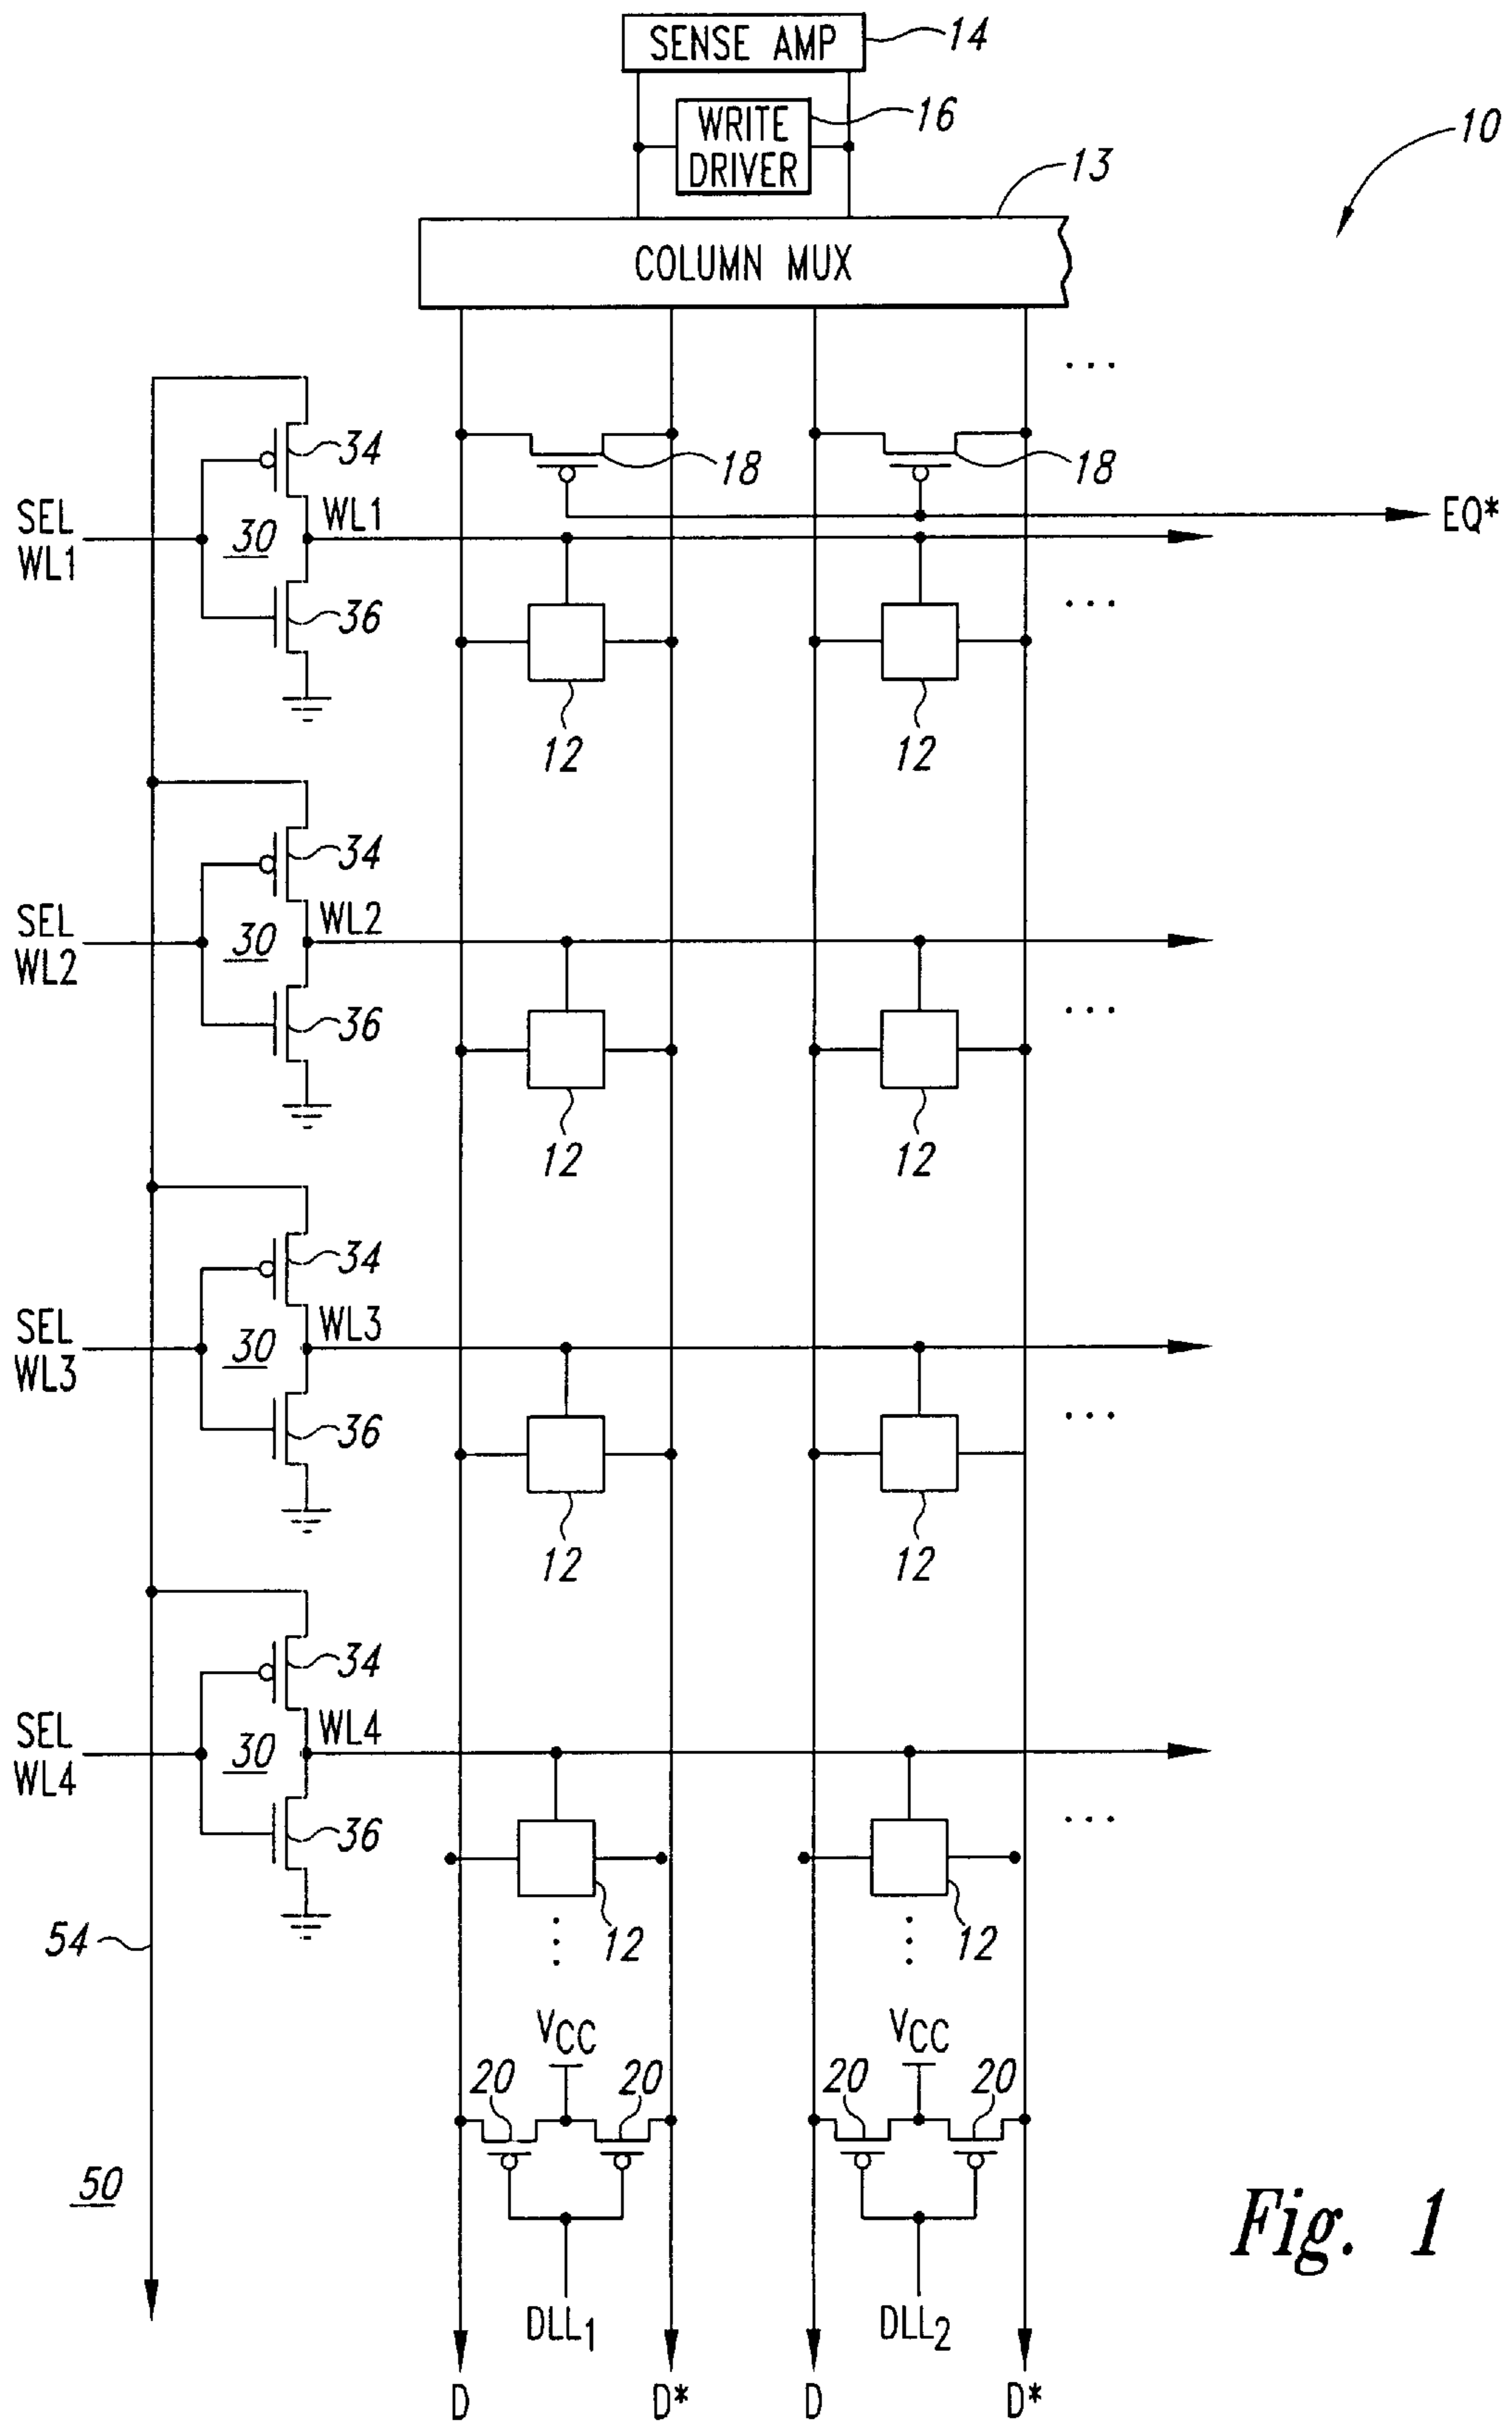 SENSE AMP
14
WRITE
DRIVER
16
10
13
COLUMN MUX
...
34
18
18
SEL
WL1
30
WL1
EQ*
36
...
12
12
34
SEL
WL2
30
WL2
36
...
12
12
34
SEL
WL3
30
WL3
36
...
12
12
34
SEL
WL4
30
WL4
36
...
54
12
12
VCC
VCC
20
20
20
20
50
Fig. 1
DLL1
DLL2
D
D*
D
D*